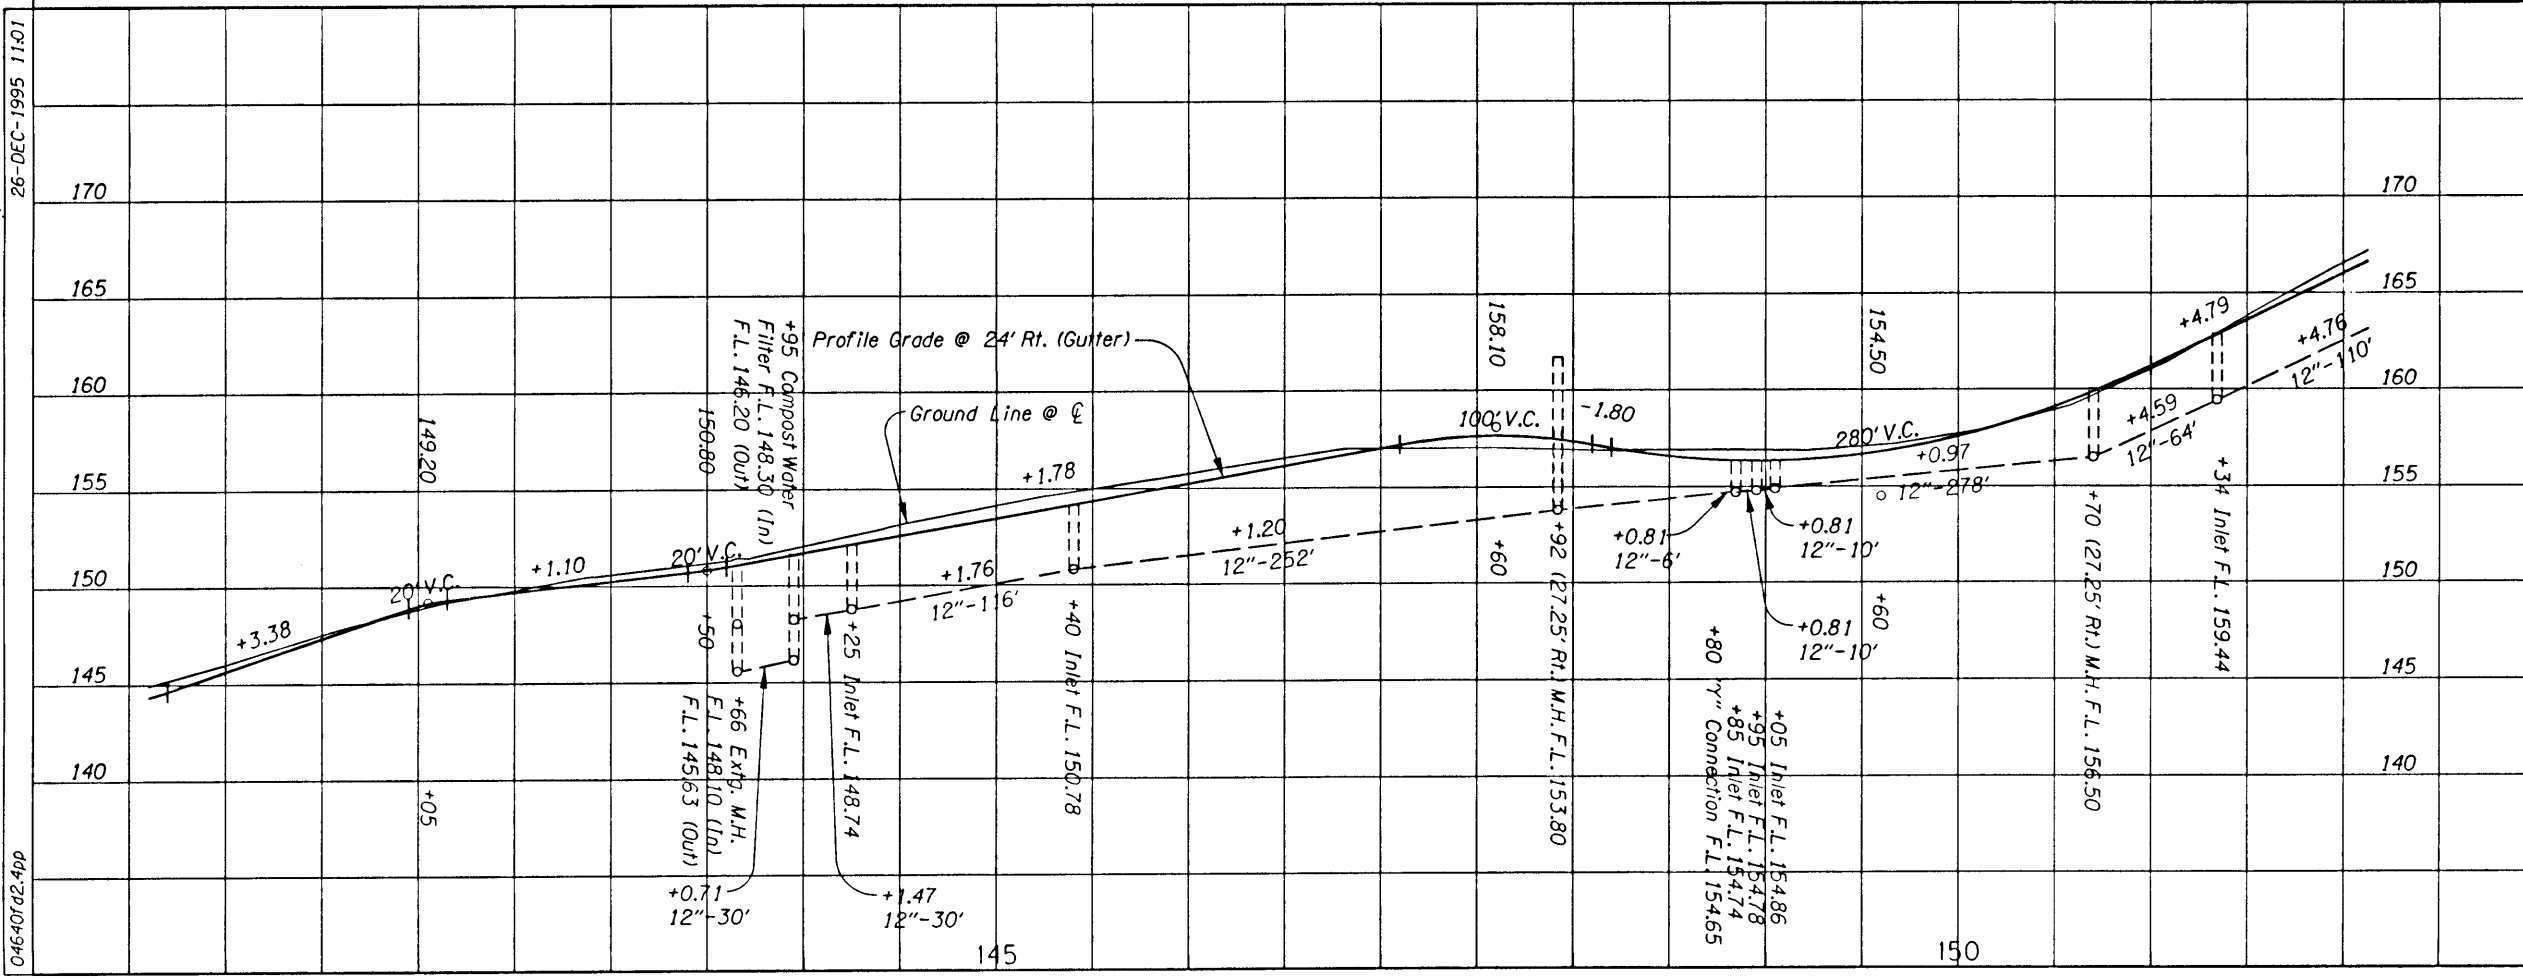 26-DEC-1995 11:01
04640fd2.4pp
170
165
160
155
150
145
140
170
165
160
155
150
145
140
+3.38
149.20
20' V.C.
+05
+1.10
150.80
20' V.C.
+50
+95 Compost Water
Filter F.L. 148.30 (In)
F.L. 146.20 (Out)
+66 Extg. M.H.
F.L. 148.10 (In)
F.L. 145.63 (Out)
+0.71
12"-30'
+1.47
12"-30'
+25 Inlet F.L. 148.74
Profile Grade @ 24' Rt. (Gutter)
Ground Line @ ℄
+1.78
+1.76
12"-116'
+40 Inlet F.L. 150.78
+1.20
12"-252'
158.10
100' V.C.
+60
-1.80
+92 (27.25' Rt.) M.H. F.L. 153.80
+0.81
12"-6'
+0.81
12"-10'
+0.81
12"-10'
+80 "Y" Connection F.L. 154.65
+85 Inlet F.L. 154.74
+95 Inlet F.L. 154.78
+05 Inlet F.L. 154.86
154.50
280' V.C.
+0.97
12"-278'
+60
+70 (27.25' Rt.) M.H. F.L. 156.50
+4.59
12"-64'
+4.79
+34 Inlet F.L. 159.44
+4.76
12"-110'
145
150